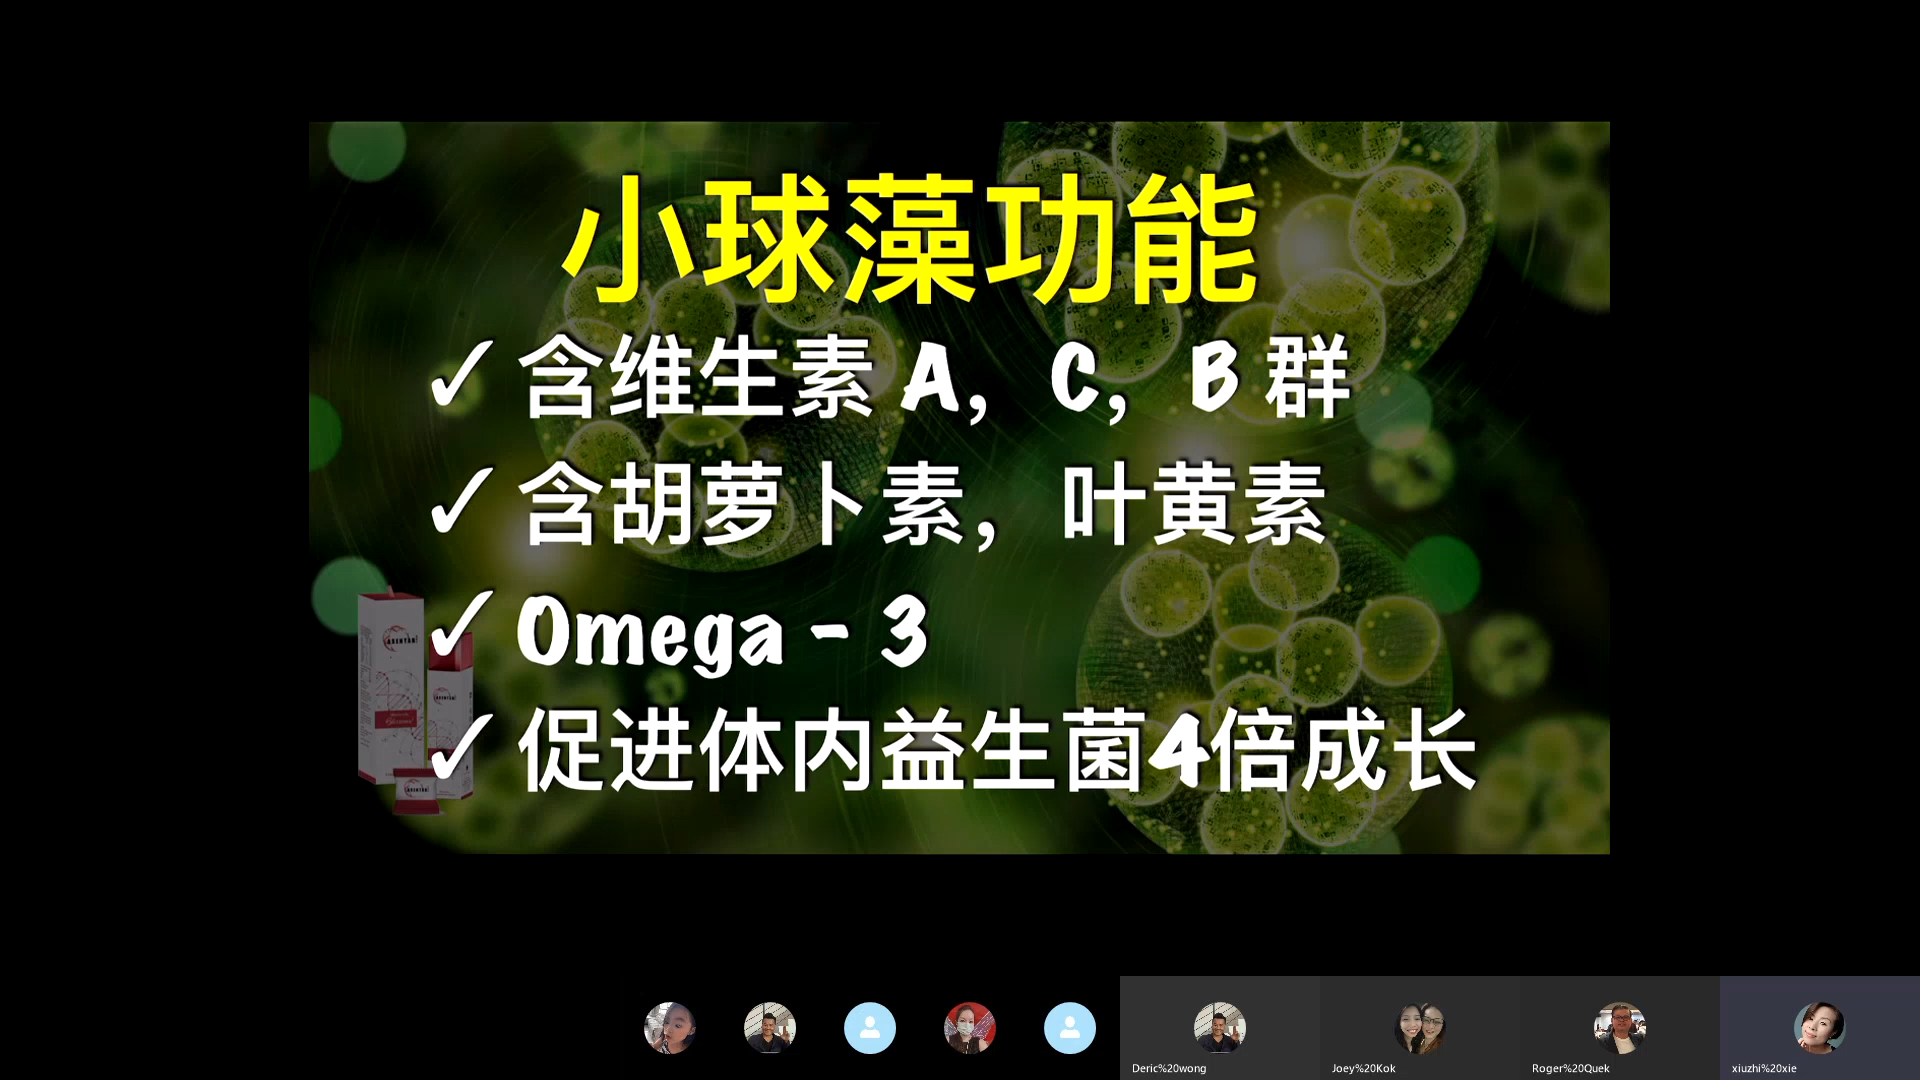 小球藻功能
✓ 含维生素 A, C, B 群
✓ 含胡萝卜素, 叶黄素
✓ Omega - 3
✓ 促进体内益生菌4倍成长
Deric%20wong
Joey%20Kok
Roger%20Quek
xiuzhi%20xie